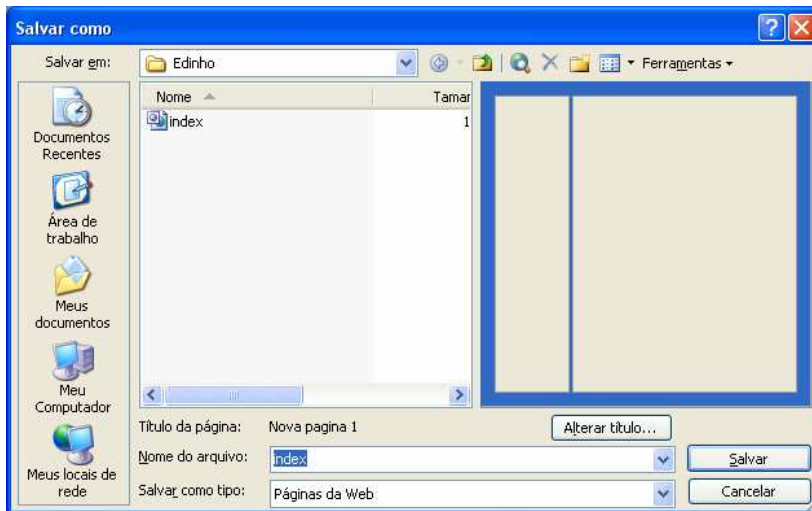 Salvar como
Salvar em:
Edinho
Ferramentas
Nome
Tamar
index
1
Documentos
Recentes
Área de
trabalho
Meus
documentos
Meu
Computador
Meus locais de
rede
Título da página:
Nova pagina 1
Alterar título...
Nome do arquivo:
index
Salvar
Salvar como tipo:
Páginas da Web
Cancelar